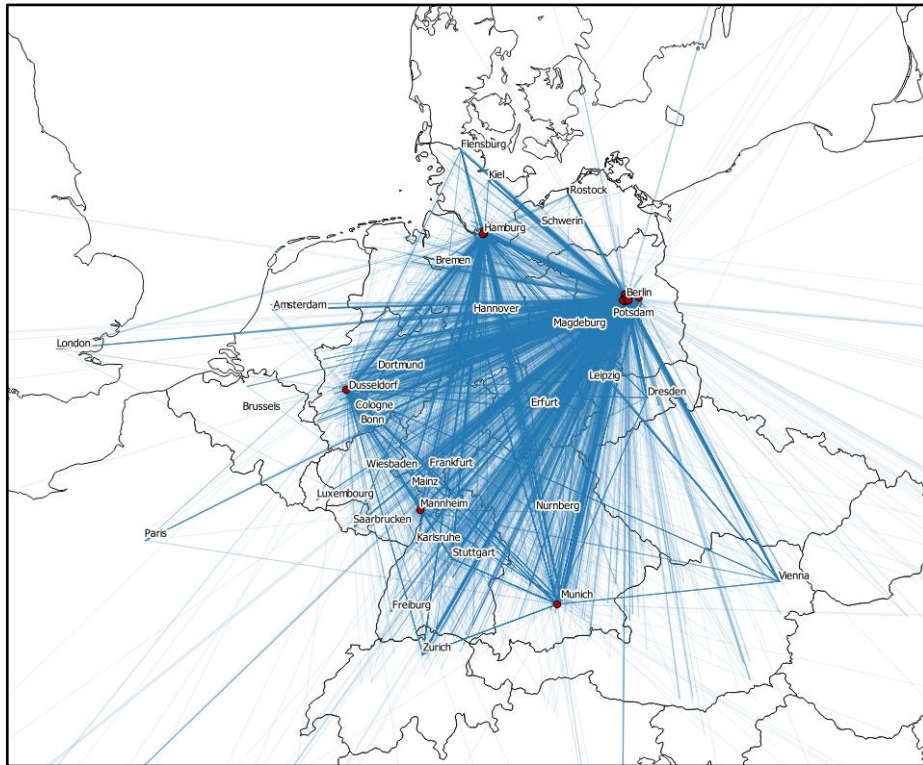 Flensburg
Kiel
Rostock
Schwerin
Hamburg
Bremen
Berlin
Amsterdam
Hannover
Potsdam
Magdeburg
London
Dortmund
Leipzig
Dusseldorf
Dresden
Brussels
Cologne
Erfurt
Bonn
Wiesbaden
Frankfurt
Mainz
Luxembourg
Mannheim
Nurnberg
Saarbrucken
Paris
Karlsruhe
Stuttgart
Vienna
Munich
Freiburg
Zurich